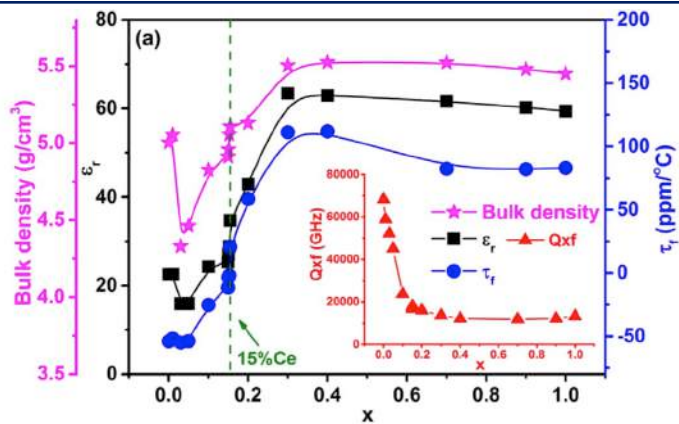 (a)
Bulk density (g/cm³)
5.5
5.0
4.5
4.0
3.5
εr
80
60
40
20
0
15%Ce
0.0 0.2 0.4 0.6 0.8 1.0
x
τf (ppm/°C)
200
150
100
50
0
-50
Bulk density
εr Qxf
τf
Qxf (GHz)
80000
60000
40000
20000
0
0.0 0.2 0.4 0.6 0.8 1.0
x